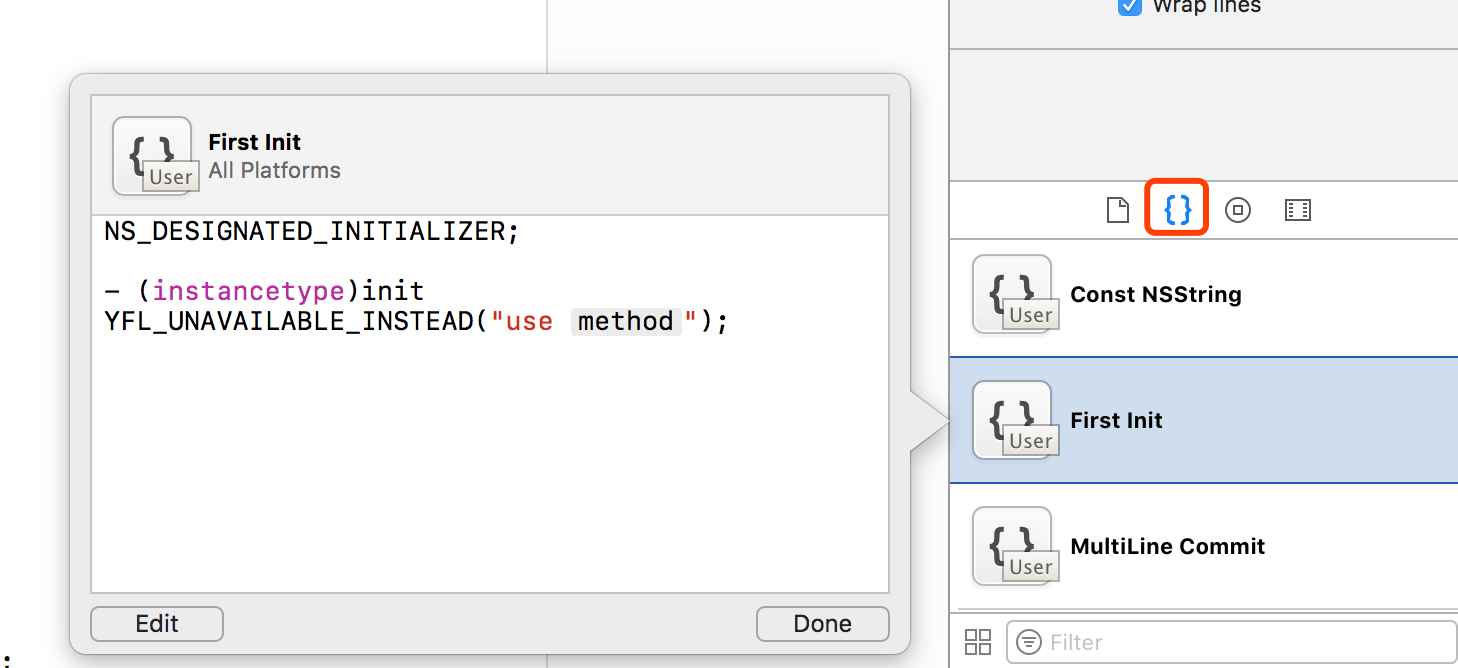 Wrap lines
{ }
User
First Init
All Platforms
NS_DESIGNATED_INITIALIZER;
- (instancetype)init
YFL_UNAVAILABLE_INSTEAD("use method");
Edit
Done
;
{ }
{ }
User
Const NSString
{ }
User
First Init
{ }
User
MultiLine Commit
Filter